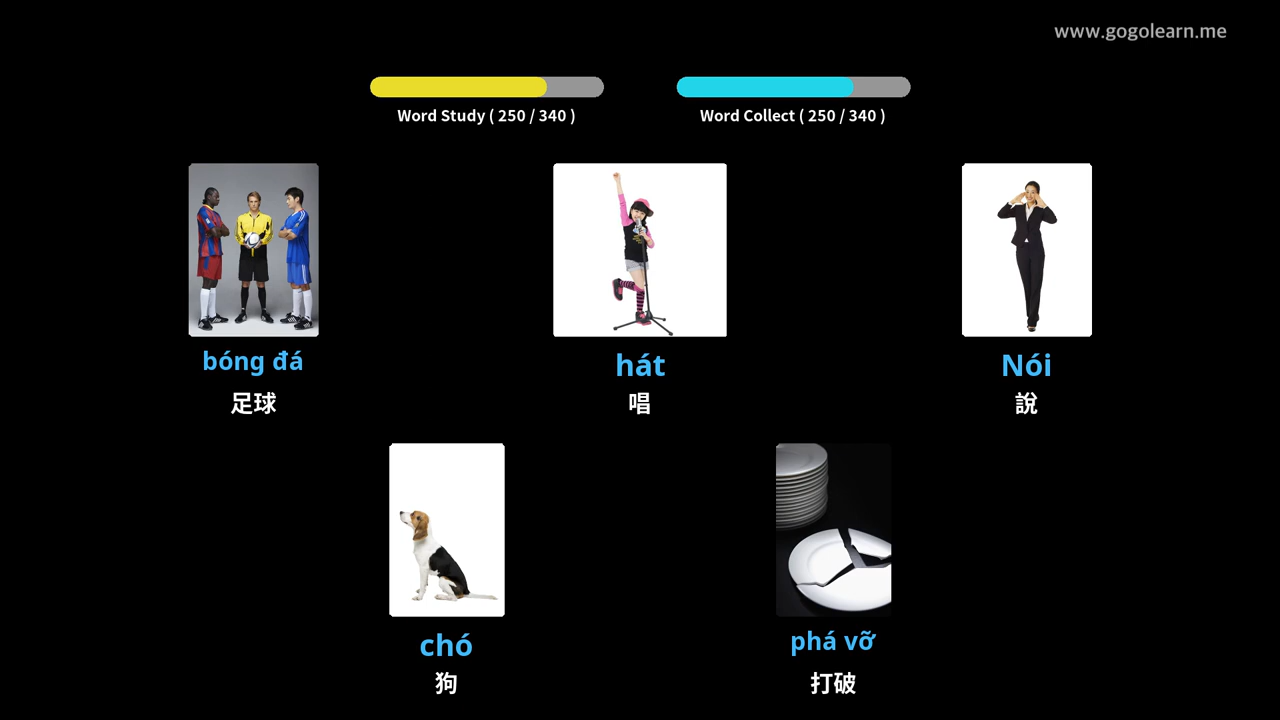 www.gogolearn.me
Word Study ( 250 / 340 )
Word Collect ( 250 / 340 )
bóng đá
足球
hát
唱
Nói
說
chó
狗
phá vỡ
打破